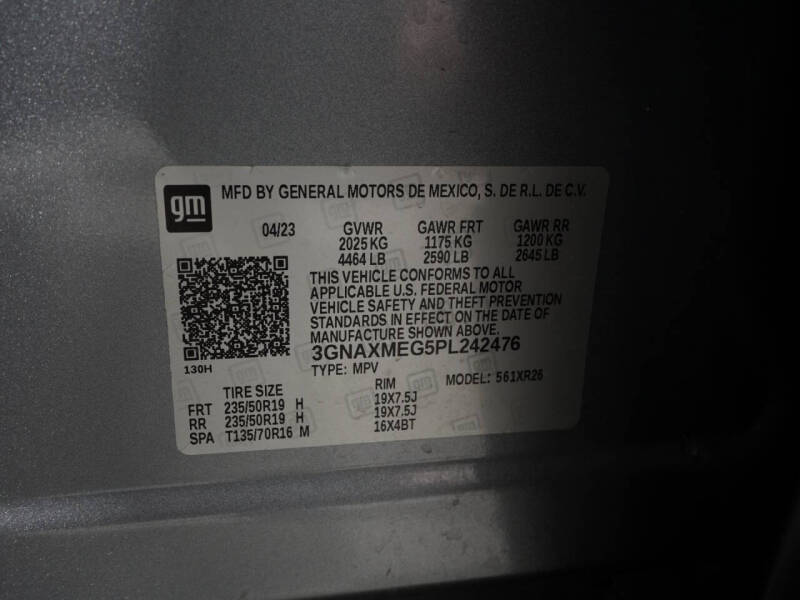 gm
MFD BY GENERAL MOTORS DE MEXICO, S. DE R.L. DE C.V.
04/23 GVWR GAWR FRT GAWR RR
2025 KG 1175 KG 1200 KG
4464 LB 2590 LB 2645 LB
THIS VEHICLE CONFORMS TO ALL
APPLICABLE U.S. FEDERAL MOTOR
VEHICLE SAFETY AND THEFT PREVENTION
STANDARDS IN EFFECT ON THE DATE OF
MANUFACTURE SHOWN ABOVE.
3GNAXMEG5PL242476
130H
TYPE: MPV MODEL: 561XR26
TIRE SIZE RIM
FRT 235/50R19 H 19X7.5J
RR 235/50R19 H 19X7.5J
SPA T135/70R16 M 16X4BT